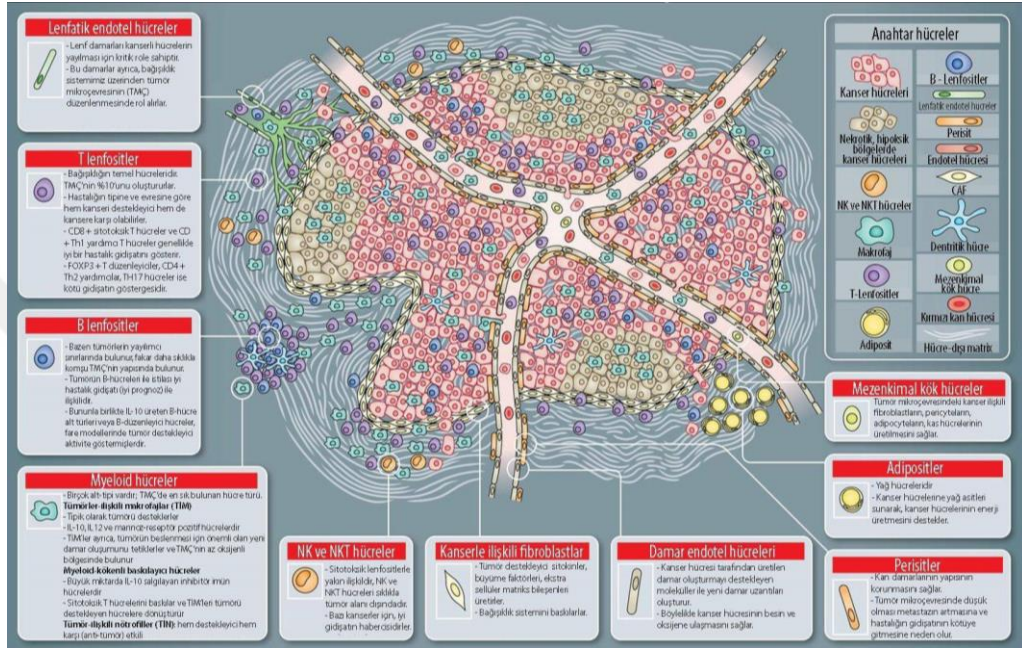 Lenfatik endotel hücreler
- Lenf damarları kanserli hücrelerin
yayılması için kritik role sahiptir.
- Bu damarlar ayrıca, bağışıklık
sistemimiz üzerinden tümör
mikroçevresinin (TMÇ)
düzenlenmesinde rol alırlar.
T lenfositler
- Bağışıklığın temel hücreleridir.
TMÇ'nin %10'unu oluştururlar.
- Hastalığın tipine ve evresine göre
hem kanseri destekleyici hem de
kansere karşı olabilirler.
- CD8+ sitotoksik T hücreler ve CD
+ Th1 yardımcı T hücreler genellikle
iyi bir hastalık gidişatını gösterir.
- FOXP3 + T düzenleyiciler, CD4 +
Th2 yardımcılar, TH17 hücreler ise
kötü gidişatın göstergesidir.
B lenfositler
- Bazen tümörlerin yayılımcı
sınırlarında bulunur, fakar daha sıklıkla
komşu TMÇ'nin yapısında bulunur.
- Tümörün B-hücreleri ile istilası iyi
hastalık gidişatı (iyi prognoz) ile
ilişkilidir.
- Bununla birlikte IL-10 üreten B-hücre
alt türleri veya B-düzenleyici hücreler,
fare modellerinde tümör destekleyici
aktivite göstermişlerdir.
Myeloid hücreler
- Birçok alt-tipi vardır; TMÇ'de en sık bulunan hücre türü.
Tümörler-ilişkili makrofajlar (TİM)
- Tipik olarak tümörü desteklerler
- IL-10, IL12 ve mannoz-reseptör pozitif hücrelerdir
- TİM'ler ayrıca, tümörün beslenmesi için önemli olan yeni
damar oluşumunu tetiklerler ve TMÇ'nin az oksijenli
bölgesinde bulunur
Myeloid-kökenli baskılayıcı hücreler
- Büyük miktarda IL-10 salgılayan inhibitör imün
hücrelerdir
- Sitotoksik T hücrelerini baskılar ve TİM'leri tümörü
destekleyen hücrelere dönüştürür
Tümör-ilişkili nötrofiller (TİN): hem destekleyici hem
karşı (anti-tümör) etkili
NK ve NKT hücreler
- Sitotoksik lenfositlerle
yakın ilişkilidir, NK ve
NKT hücreleri sıklıkla
tümör alanı dışındadır.
- Bazı kanserler için, iyi
gidişatın habercisidirler.
Kanserle ilişkili fibroblastlar
- Tümör destekleyici sitokinler,
büyüme faktörleri, ekstra
sellüler matriks bileşenleri
üretirler.
- Bağışıklık sistemini baskılarlar.
Damar endotel hücreleri
- Kanser hücresi tarafından üretilen
damar oluşturmayı destekleyen
moleküller ile yeni damar uzantıları
oluşturur.
- Böylelikle kanser hücresinin besin ve
oksijene ulaşmasını sağlar.
Anahtar hücreler
Kanser hücreleri
Nekrotik, hipoksik
bölgelerde
kanser hücreleri
NK ve NKT hücreler
Makrofaj
T-Lenfositler
Adiposit
B - Lenfositler
Lenfatik endotel hücreler
Perisit
Endotel hücresi
CAF
Dentritik hücre
Mezenkimal
kök hücre
Kırmızı kan hücresi
Hücre-dışı matrix
Mezenkimal kök hücreler
Tümör mikroçevresindeki kanser ilişkili
fibroblastların, pericyteların,
adipocyteların, kas hücrelerinin
üretilmesini sağlar.
Adipositler
- Yağ hücreleridir
- Kanser hücrelerine yağ asitleri
sunarak, kanser hücrelerinin enerji
üretmesini destekler.
Perisitler
- Kan damarlarının yapısının
korunmasını sağlar.
- Tümör mikroçevresinde düşük
olması metastazın artmasına ve
hastalığın gidişatının kötüye
gitmesine neden olur.